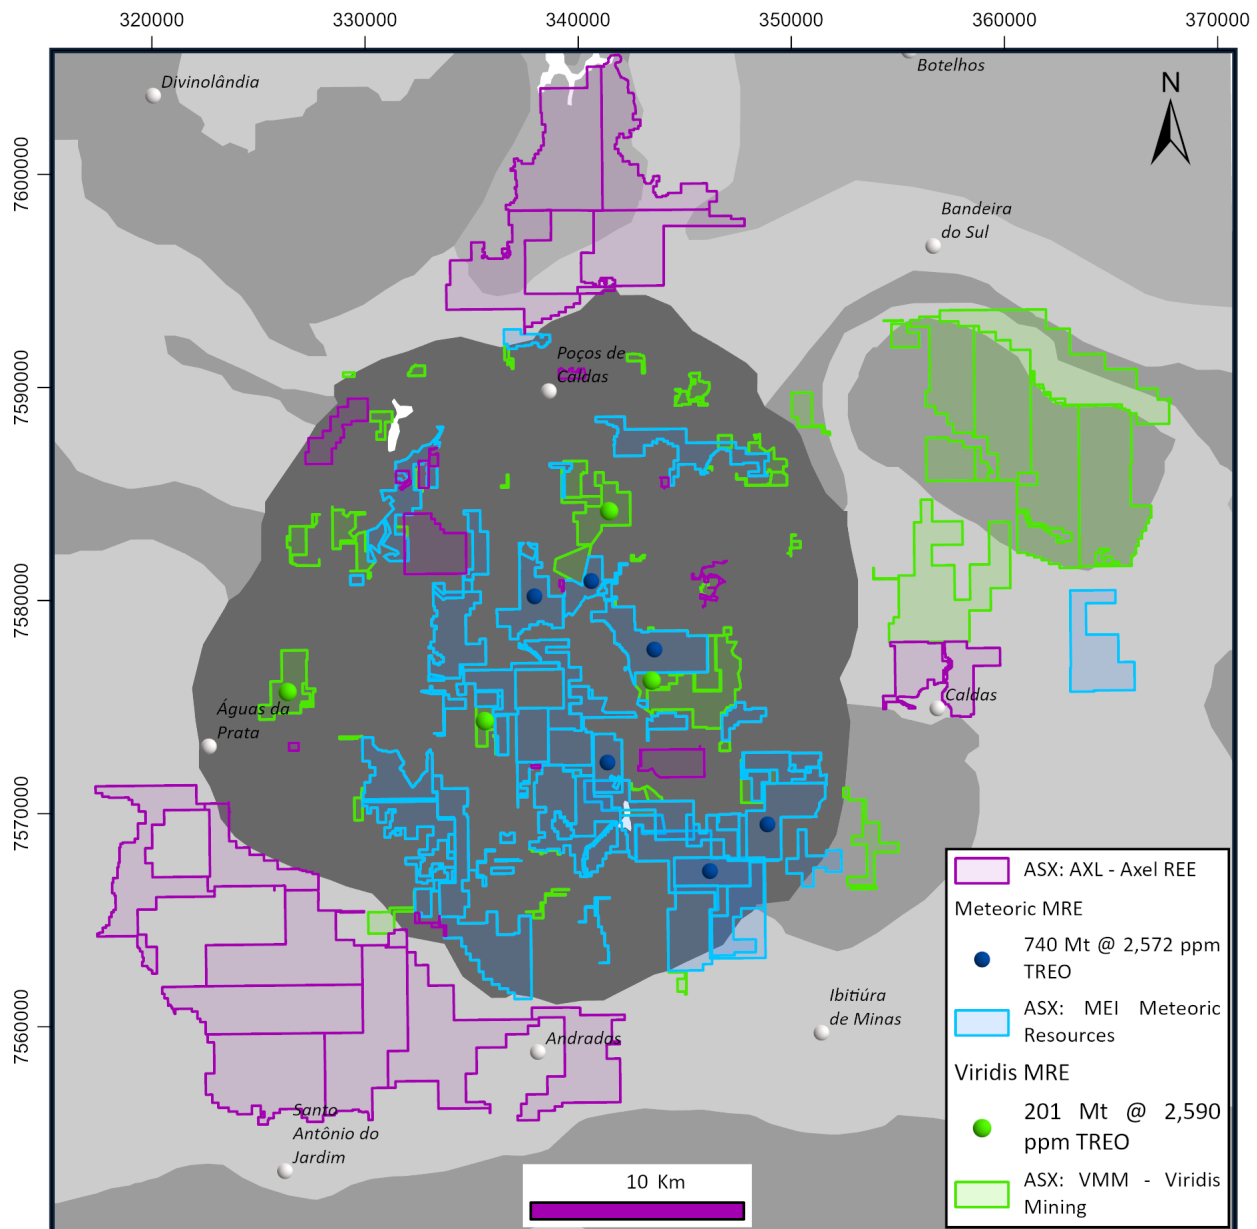 320000
330000
340000
350000
360000
370000
7600000
7590000
7580000
7570000
7560000
Divinolândia
Botelhos
N
Bandeira
do Sul
Poços de
Caldas
Águas da
Prata
Caldas
Ibitiúra
de Minas
Andradas
Santo
Antônio do
Jardim
10 Km
ASX: AXL - Axel REE
Meteoric MRE
740 Mt @ 2,572 ppm
TREO
ASX: MEI Meteoric
Resources
Viridis MRE
201 Mt @ 2,590
ppm TREO
ASX: VMM - Viridis
Mining